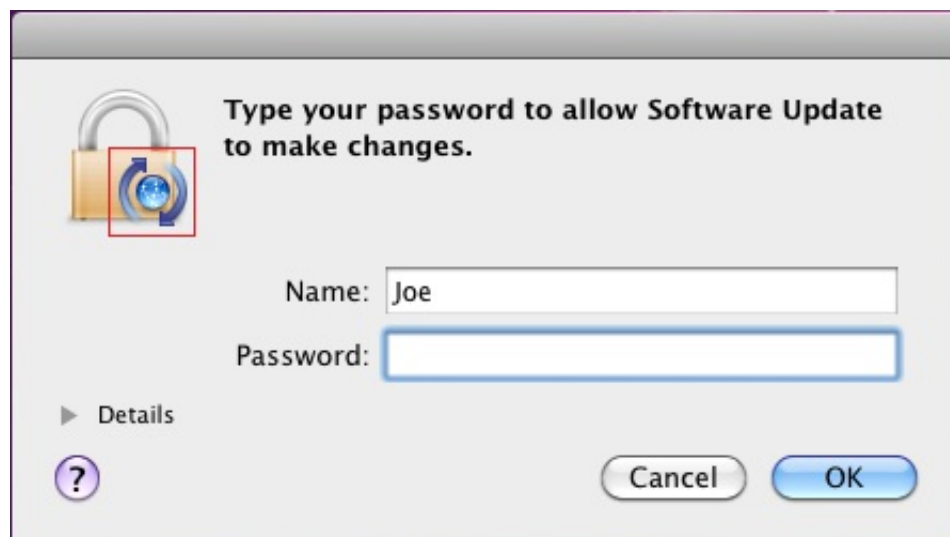 Type your password to allow Software Update
to make changes.
Name: Joe
Password:
Details
?
Cancel
OK